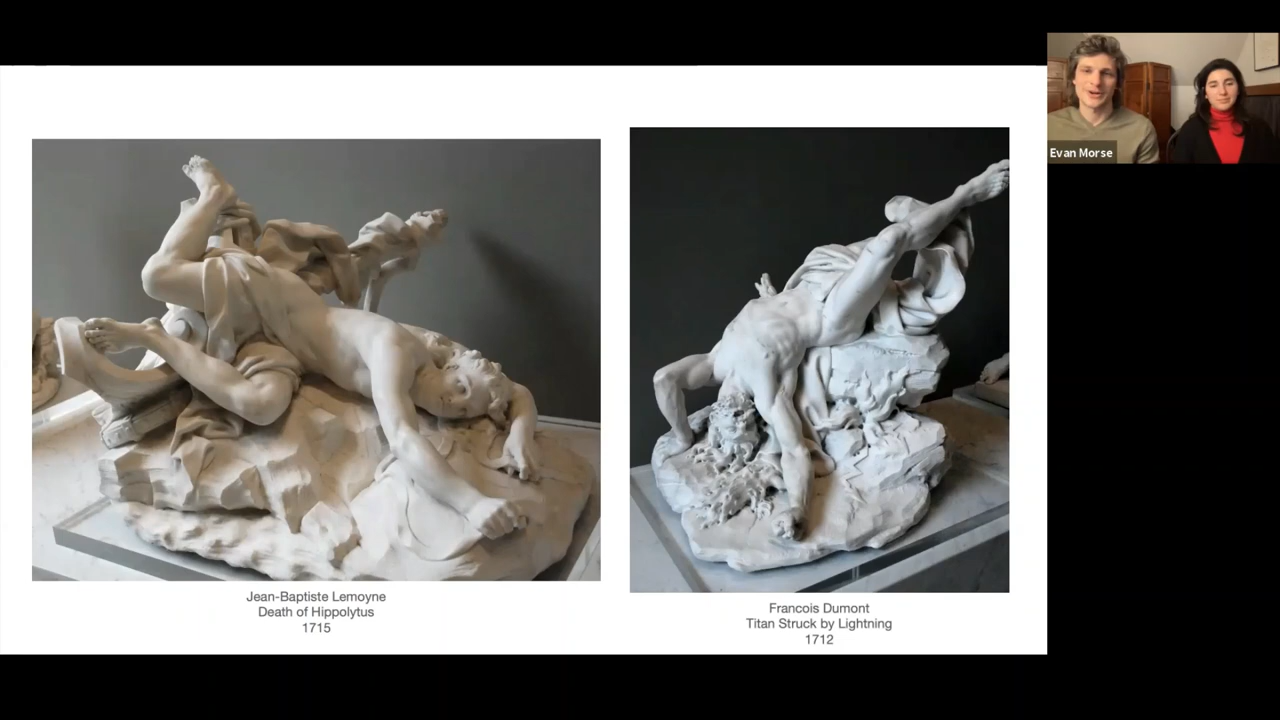 Evan Morse
Jean-Baptiste Lemoyne
Death of Hippolytus
1715
Francois Dumont
Titan Struck by Lightning
1712